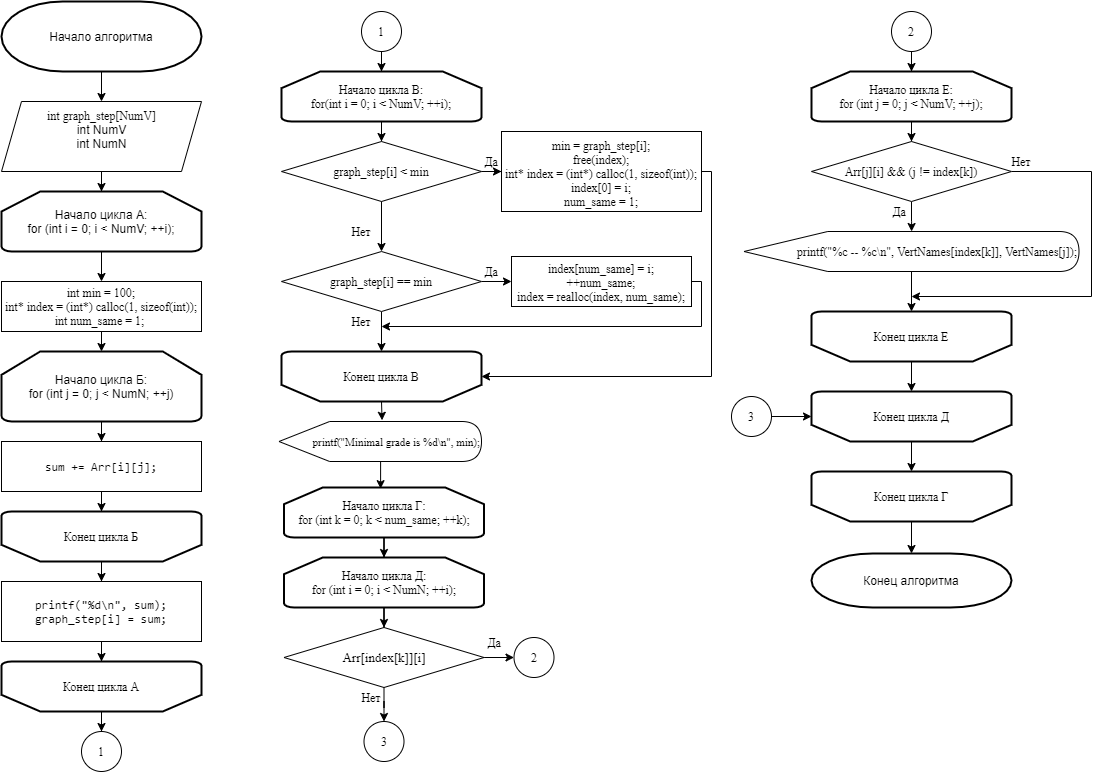 Начало алгоритма
int graph_step[NumV]
int NumV
int NumN
Начало цикла А:
for (int i = 0; i < NumV; ++i);
int min = 100;
int* index = (int*) calloc(1, sizeof(int));
int num_same = 1;
Начало цикла Б:
for (int j = 0; j < NumN; ++j)
sum += Arr[i][j];
Конец цикла Б
printf("%d\n", sum);
graph_step[i] = sum;
Конец цикла А
1
1
Начало цикла В:
for(int i = 0; i < NumV; ++i);
graph_step[i] < min
Да
min = graph_step[i];
free(index);
int* index = (int*) calloc(1, sizeof(int));
index[0] = i;
num_same = 1;
Нет
graph_step[i] == min
Да
index[num_same] = i;
++num_same;
index = realloc(index, num_same);
Нет
Конец цикла В
printf("Minimal grade is %d\n", min);
Начало цикла Г:
for (int k = 0; k < num_same; ++k);
Начало цикла Д:
for (int i = 0; i < NumN; ++i);
Arr[index[k]][i]
Да
2
Нет
3
2
Начало цикла Е:
for (int j = 0; j < NumV; ++j);
Arr[j][i] && (j != index[k])
Нет
Да
printf("%c -- %c\n", VertNames[index[k]], VertNames[j]);
Конец цикла Е
3
Конец цикла Д
Конец цикла Г
Конец алгоритма